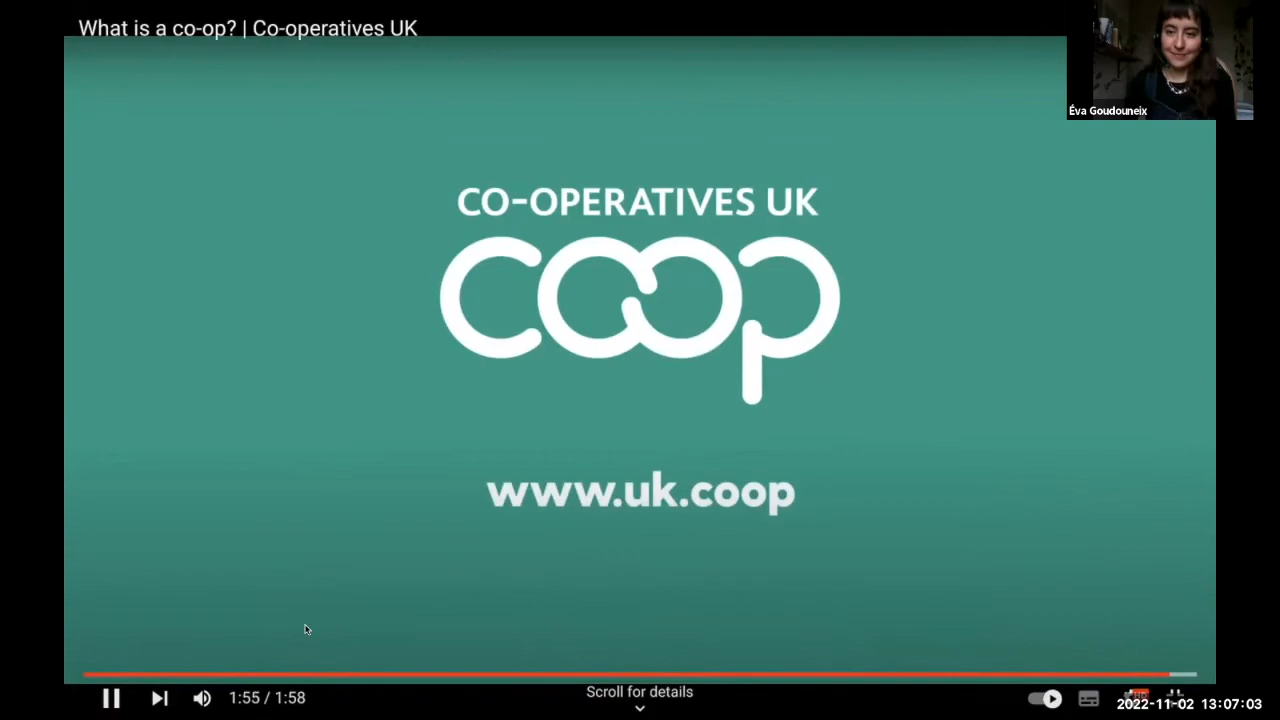 What is a co-op? | Co-operatives UK
Éva Goudouneix
CO-OPERATIVES UK
coop
www.uk.coop
1:55 / 1:58
Scroll for details
2022-11-02 13:07:03